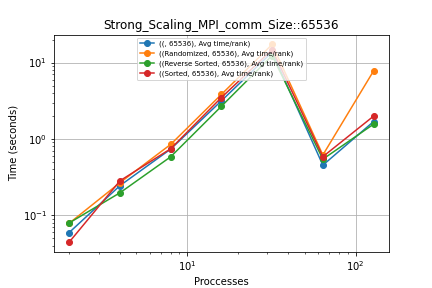 Strong_Scaling_MPI_comm_Size::65536
((, 65536), Avg time/rank)
((Randomized, 65536), Avg time/rank)
((Reverse Sorted, 65536), Avg time/rank)
((Sorted, 65536), Avg time/rank)
Time (seconds)
10¹
10⁰
10⁻¹
10¹
10²
Proccesses